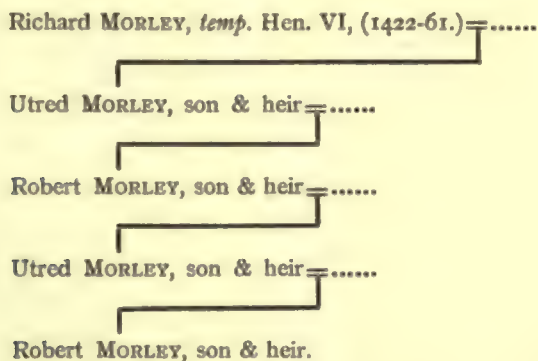 Richard MORLEY, temp. Hen. VI, (1422-61.)=......
Utred MORLEY, son & heir=......
Robert MORLEY, son & heir=......
Utred MORLEY, son & heir=......
Robert MORLEY, son & heir.